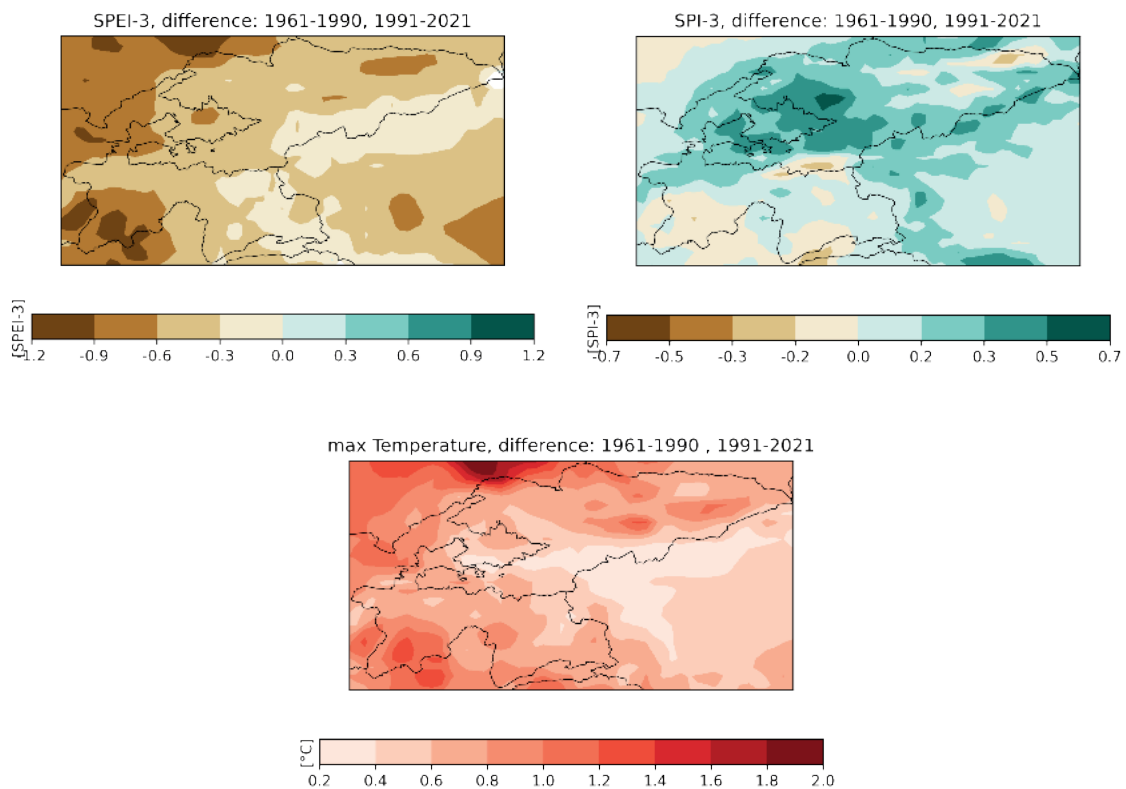 SPEI-3, difference: 1961-1990, 1991-2021
SPI-3, difference: 1961-1990, 1991-2021
[SPEI-3]
-1.2 -0.9 -0.6 -0.3 0.0 0.3 0.6 0.9 1.2
[SPI-3]
-0.7 -0.5 -0.3 -0.2 0.0 0.2 0.3 0.5 0.7
max Temperature, difference: 1961-1990 , 1991-2021
[°C]
0.2 0.4 0.6 0.8 1.0 1.2 1.4 1.6 1.8 2.0